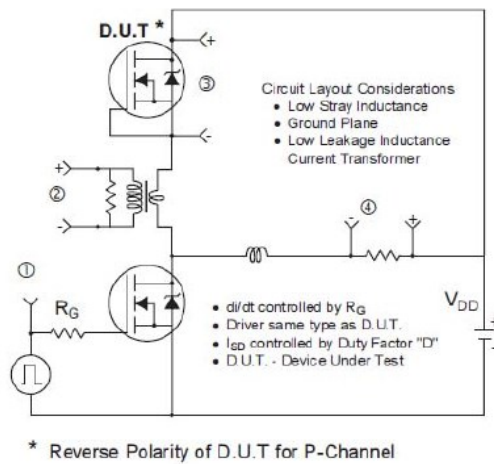 D.U.T *
+
③
-
Circuit Layout Considerations
• Low Stray Inductance
• Ground Plane
• Low Leakage Inductance
Current Transformer
+
②
-
④
-
+
①
RG
• di/dt controlled by RG
• Driver same type as D.U.T.
• ISD controlled by Duty Factor "D"
• D.U.T. - Device Under Test
VDD
+
-
* Reverse Polarity of D.U.T for P-Channel